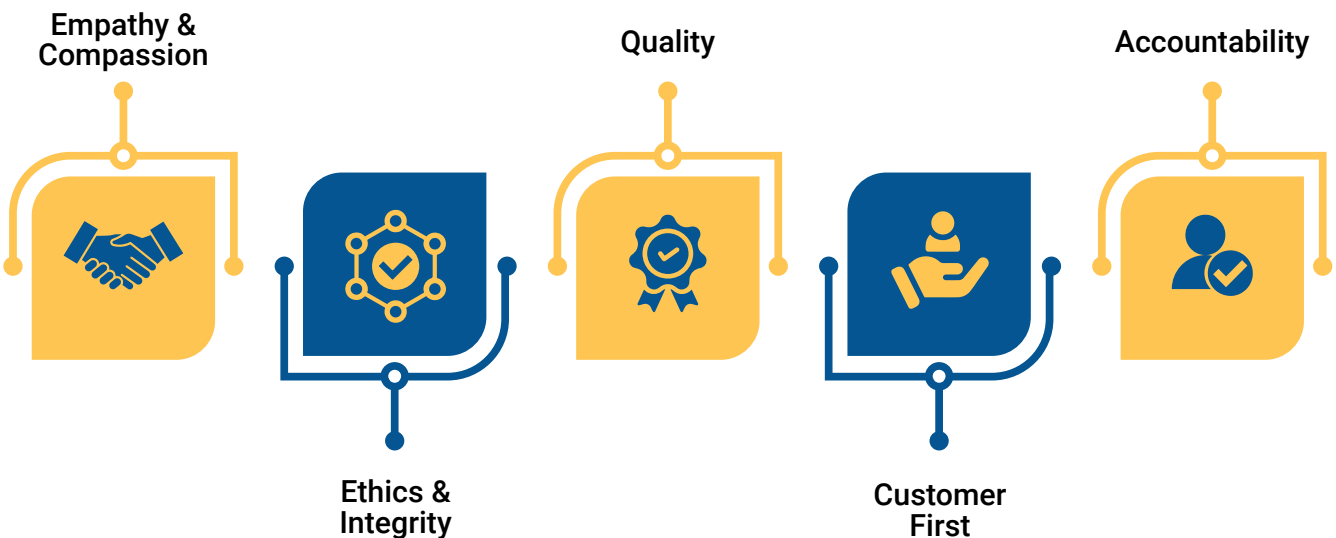 Empathy &
Compassion
Ethics &
Integrity
Quality
Customer
First
Accountability